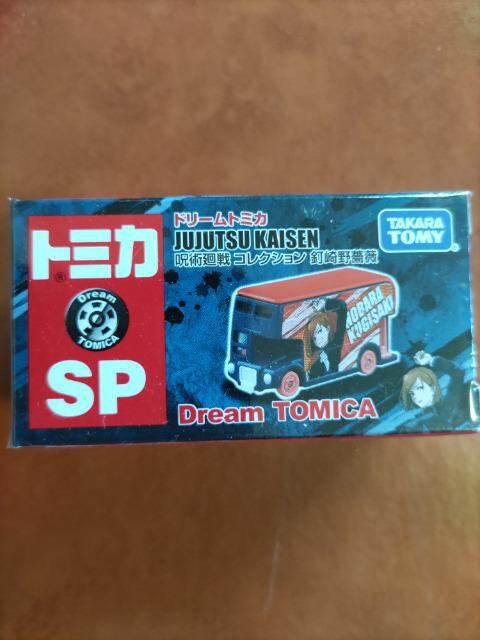 トミカ
®
Dream
TOMICA
SP
ドリームトミカ
JUJUTSU KAISEN
呪術廻戦 コレクション 釘崎野薔薇
TAKARA
TOMY
®
NOBARA
KUGISAKI
Dream TOMICA